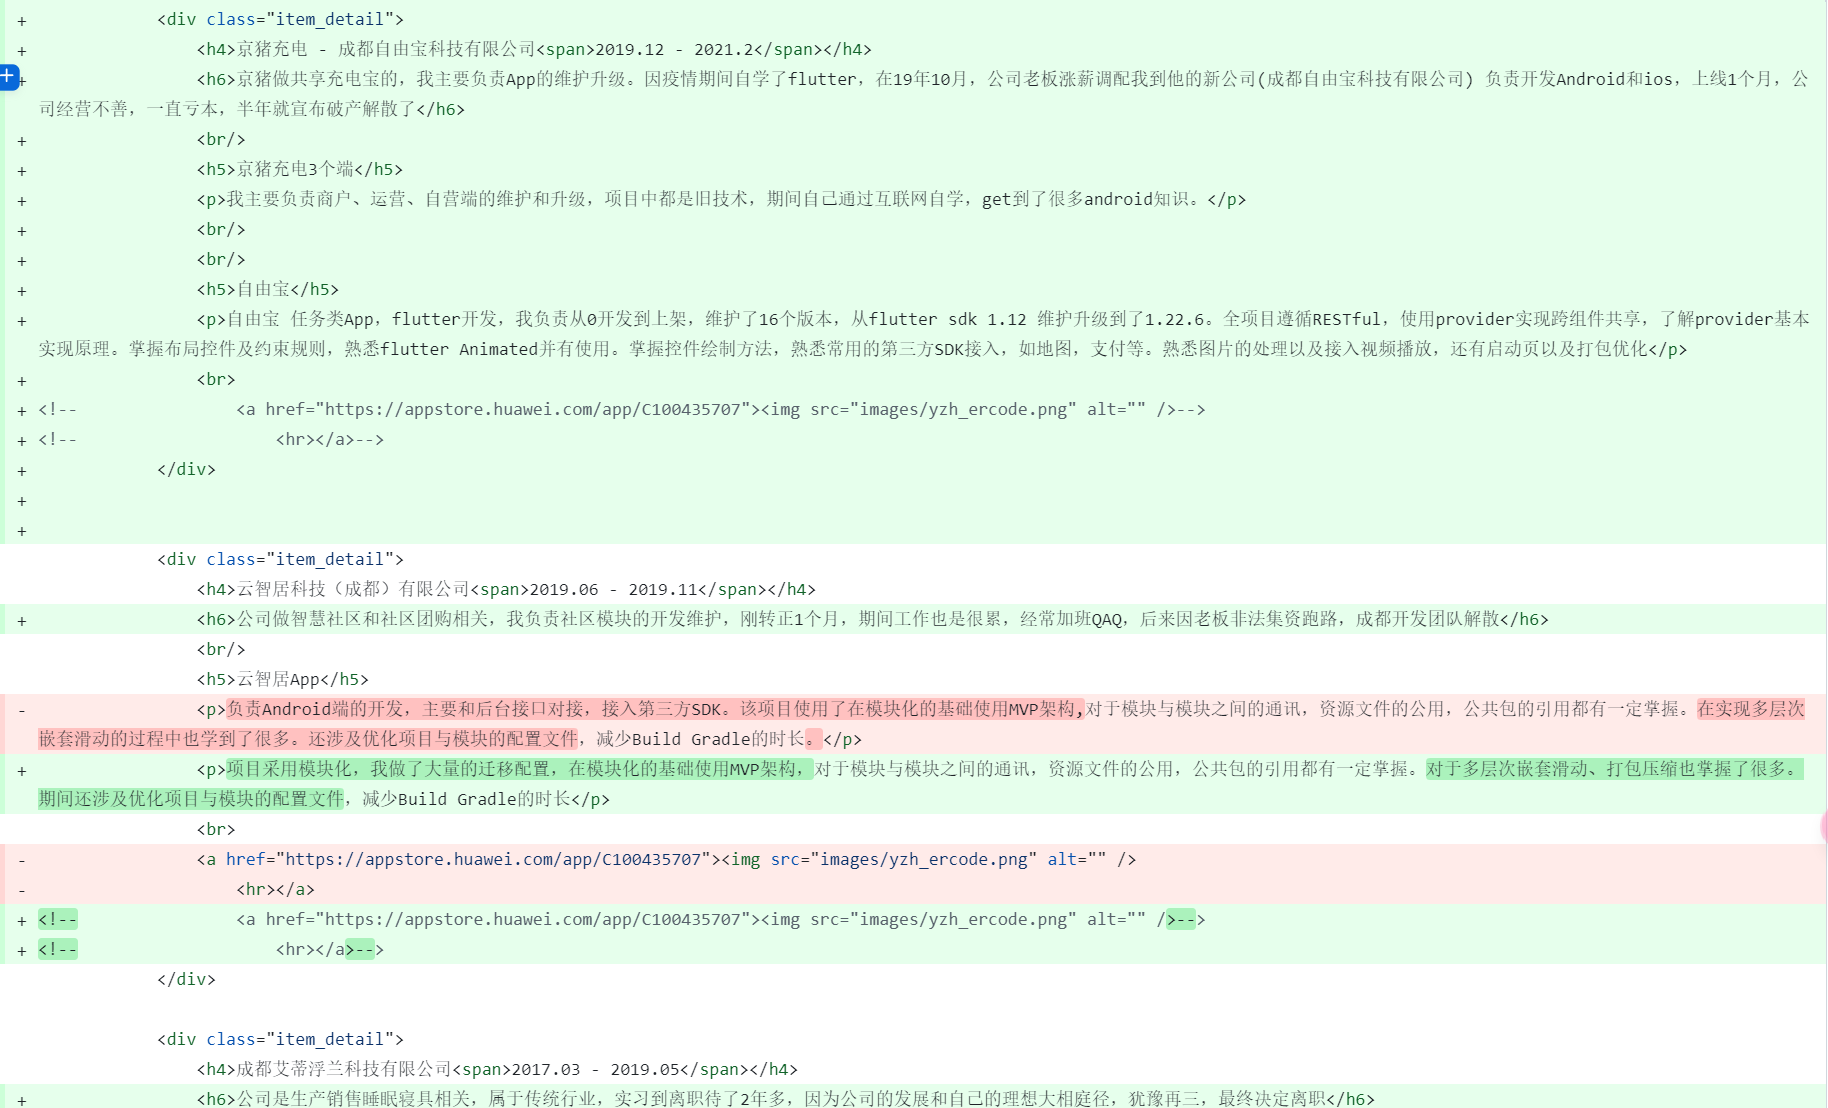 + <div class="item_detail">
+ <h4>京猪充电 - 成都自由宝科技有限公司<span>2019.12 - 2021.2</span></h4>
+ <h6>京猪做共享充电宝的，我主要负责App的维护升级。因疫情期间自学了flutter，在19年10月，公司老板涨薪调配我到他的新公司(成都自由宝科技有限公司) 负责开发Android和ios，上线1个月，公
司经营不善，一直亏本，半年就宣布破产解散了</h6>
+ <br/>
+ <h5>京猪充电3个端</h5>
+ <p>我主要负责商户、运营、自营端的维护和升级，项目中都是旧技术，期间自己通过互联网自学，get到了很多android知识。</p>
+ <br/>
+ <br/>
+ <h5>自由宝</h5>
+ <p>自由宝 任务类App，flutter开发，我负责从0开发到上架，维护了16个版本，从flutter sdk 1.12 维护升级到了1.22.6。全项目遵循RESTful，使用provider实现跨组件共享，了解provider基本
实现原理。掌握布局控件及约束规则，熟悉flutter Animated并有使用。掌握控件绘制方法，熟悉常用的第三方SDK接入，如地图，支付等。熟悉图片的处理以及接入视频播放，还有启动页以及打包优化</p>
+ <br>
+ <!-- <a href="https://appstore.huawei.com/app/C100435707"><img src="images/yzh_ercode.png" alt="" />-->
+ <!-- <hr></a>-->
+ </div>
+
+
<div class="item_detail">
<h4>云智居科技（成都）有限公司<span>2019.06 - 2019.11</span></h4>
+ <h6>公司做智慧社区和社区团购相关，我负责社区模块的开发维护，刚转正1个月，期间工作也是很累，经常加班QAQ，后来因老板非法集资跑路，成都开发团队解散</h6>
<br/>
<h5>云智居App</h5>
- <p>负责Android端的开发，主要和后台接口对接，接入第三方SDK。该项目使用了在模块化的基础使用MVP架构,对于模块与模块之间的通讯，资源文件的公用，公共包的引用都有一定掌握。在实现多层次
嵌套滑动的过程中也学到了很多。还涉及优化项目与模块的配置文件，减少Build Gradle的时长。</p>
+ <p>项目采用模块化，我做了大量的迁移配置，在模块化的基础使用MVP架构，对于模块与模块之间的通讯，资源文件的公用，公共包的引用都有一定掌握。对于多层次嵌套滑动、打包压缩也掌握了很多。
期间还涉及优化项目与模块的配置文件，减少Build Gradle的时长</p>
<br>
- <a href="https://appstore.huawei.com/app/C100435707"><img src="images/yzh_ercode.png" alt="" />
- <hr></a>
+ <!-- <a href="https://appstore.huawei.com/app/C100435707"><img src="images/yzh_ercode.png" alt="" />-->
+ <!-- <hr></a>-->
</div>
<div class="item_detail">
<h4>成都艾蒂浮兰科技有限公司<span>2017.03 - 2019.05</span></h4>
+ <h6>公司是生产销售睡眠寝具相关，属于传统行业，实习到离职待了2年多，因为公司的发展和自己的理想大相庭径，犹豫再三，最终决定离职</h6>